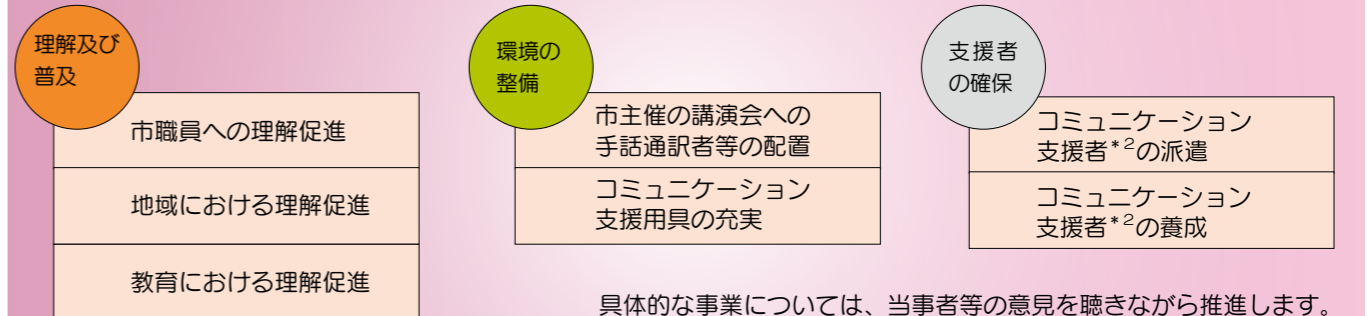 理解及び
普及
市職員への理解促進
地域における理解促進
教育における理解促進
環境の
整備
市主催の講演会への
手話通訳者等の配置
コミュニケーション
支援用具の充実
支援者
の確保
コミュニケーション
支援者*2の派遣
コミュニケーション
支援者*2の養成
具体的な事業については、当事者等の意見を聴きながら推進します。